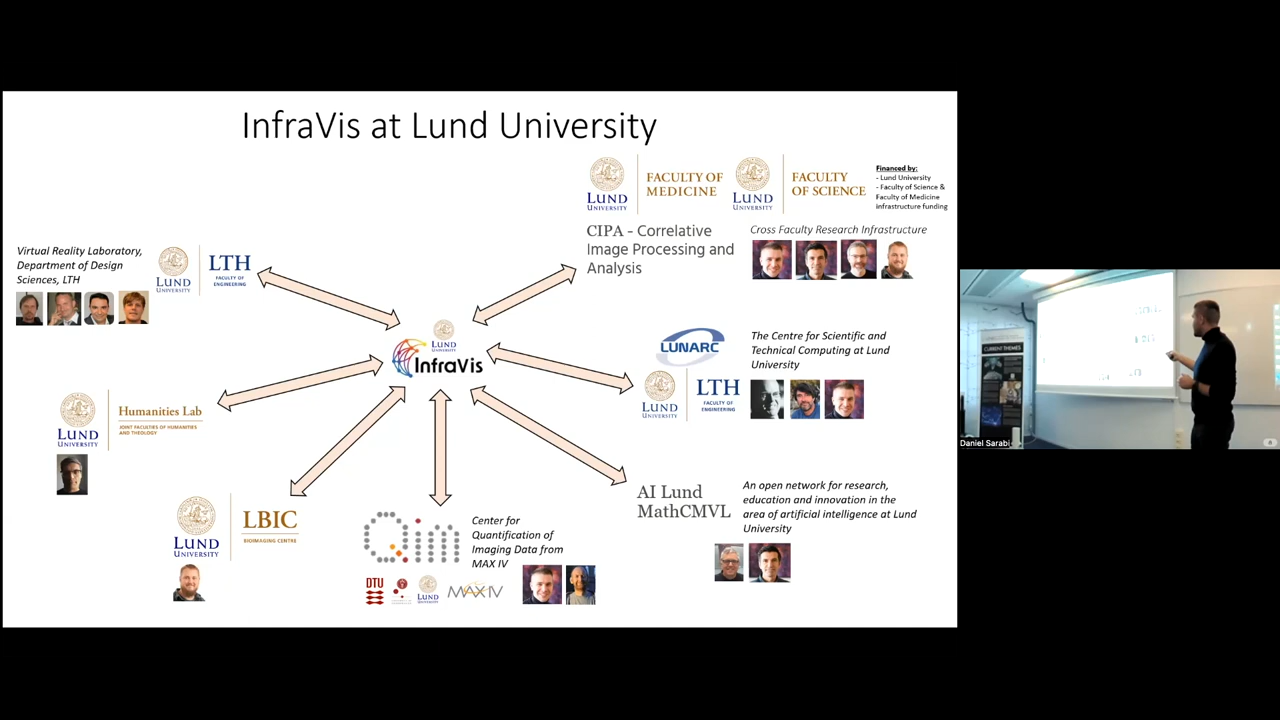 InfraVis at Lund University
LUND
UNIVERSITY
FACULTY OF
MEDICINE
LUND
UNIVERSITY
FACULTY
OF SCIENCE
Financed by:
- Lund University
- Faculty of Science &
Faculty of Medicine
infrastructure funding
CIPA - Correlative
Image Processing and
Analysis
Cross Faculty Research Infrastructure
Virtual Reality Laboratory,
Department of Design
Sciences, LTH
LUND
UNIVERSITY
LTH
FACULTY OF
ENGINEERING
LUND
UNIVERSITY
InfraVis
LUNARC
The Centre for Scientific and
Technical Computing at Lund
University
LUND
UNIVERSITY
LTH
FACULTY OF
ENGINEERING
LUND
UNIVERSITY
Humanities Lab
JOINT FACULTIES OF HUMANITIES
AND THEOLOGY
LUND
UNIVERSITY
LBIC
BIOIMAGING CENTRE
Qim
Center for
Quantification of
Imaging Data from
MAX IV
DTU
LUND
UNIVERSITY
MAX IV
AI Lund
MathCMVL
An open network for research,
education and innovation in the
area of artificial intelligence at Lund
University
CURRENT THEMES
Daniel Sarabi